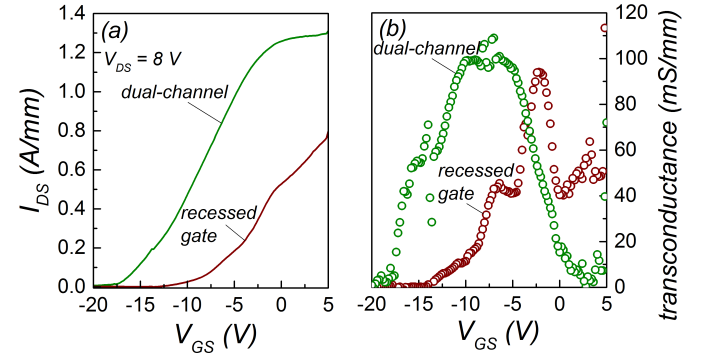 (a)
V_DS = 8 V
dual-channel
recessed
gate
1.4
1.2
1.0
0.8
0.6
0.4
0.2
0.0
I_DS (A/mm)
-20 -15 -10 -5 0 5
V_GS (V)
(b)
dual-channel
recessed
gate
120
100
80
60
40
20
0
transconductance (mS/mm)
-20 -15 -10 -5 0 5
V_GS (V)